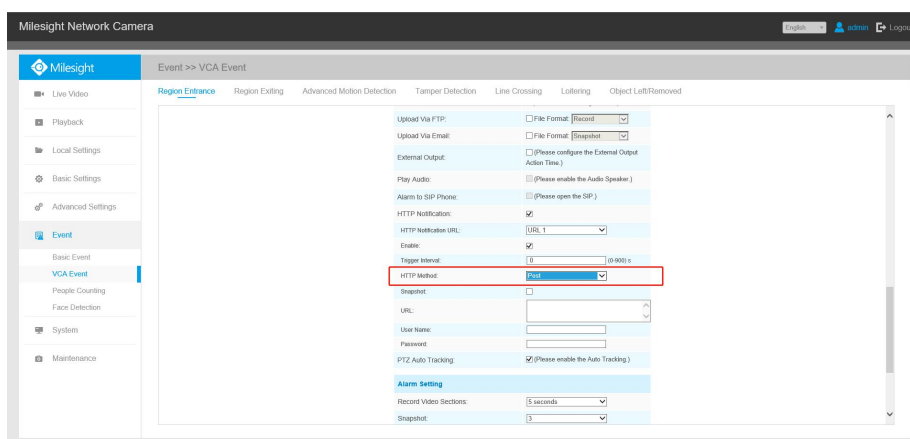 Milesight Network Camera
English
admin
Logou
Milesight
Event >> VCA Event
Live Video
Playback
Local Settings
Basic Settings
Advanced Settings
Event
Basic Event
VCA Event
People Counting
Face Detection
System
Maintenance
Region Entrance Region Exiting Advanced Motion Detection Tamper Detection Line Crossing Loitering Object Left/Removed
Upload Via FTP: File Format: Record
Upload Via Email: File Format: Snapshot
External Output: (Please configure the External Output
Action Time.)
Play Audio: (Please enable the Audio Speaker.)
Alarm to SIP Phone: (Please open the SIP.)
HTTP Notification:
HTTP Notification URL: URL 1
Enable:
Trigger Interval: 0 (0-900) s
HTTP Method: Post
Snapshot:
URL:
User Name:
Password:
PTZ Auto Tracking: (Please enable the Auto Tracking.)
Alarm Setting
Record Video Sections: 5 seconds
Snapshot: 3